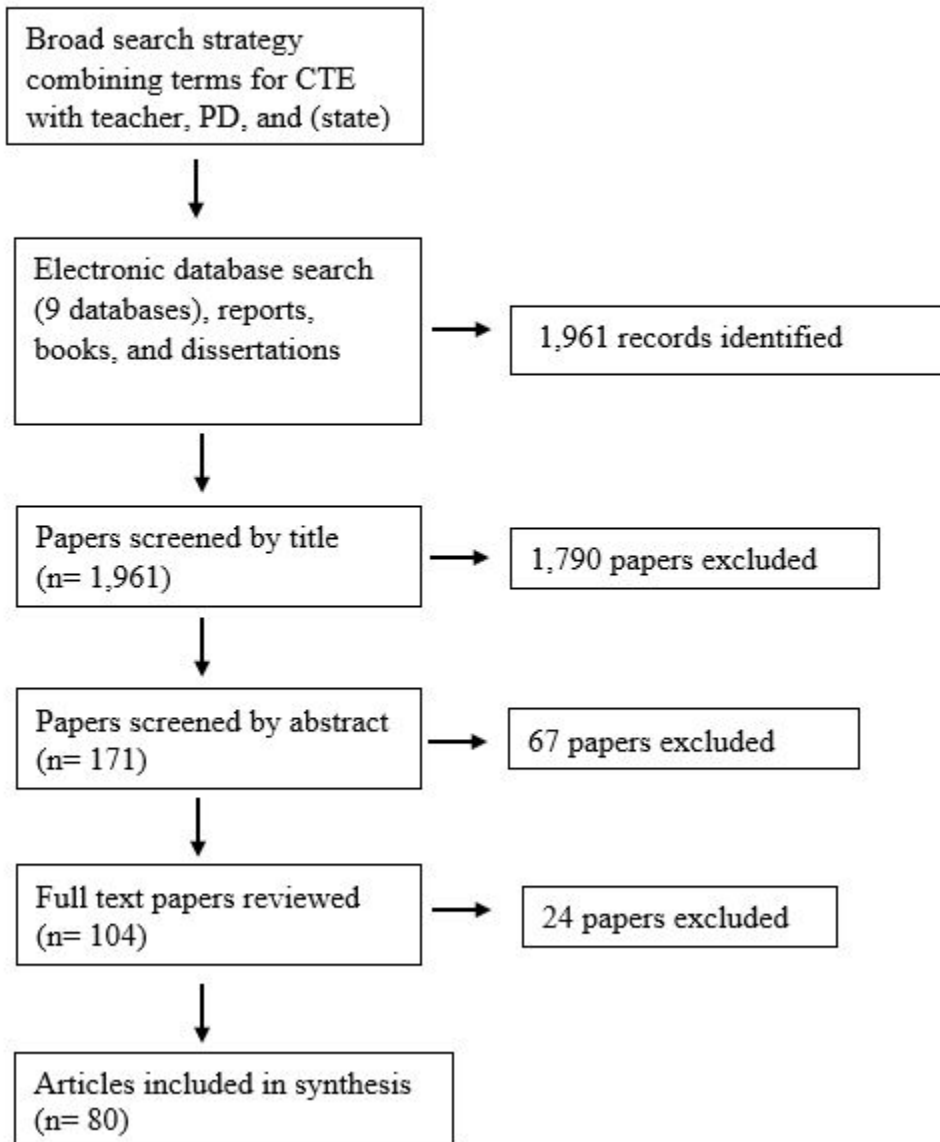 Broad search strategy
combining terms for CTE
with teacher, PD, and (state)
Electronic database search
(9 databases), reports,
books, and dissertations
1,961 records identified
Papers screened by title
(n= 1,961)
1,790 papers excluded
Papers screened by abstract
(n= 171)
67 papers excluded
Full text papers reviewed
(n= 104)
24 papers excluded
Articles included in synthesis
(n= 80)